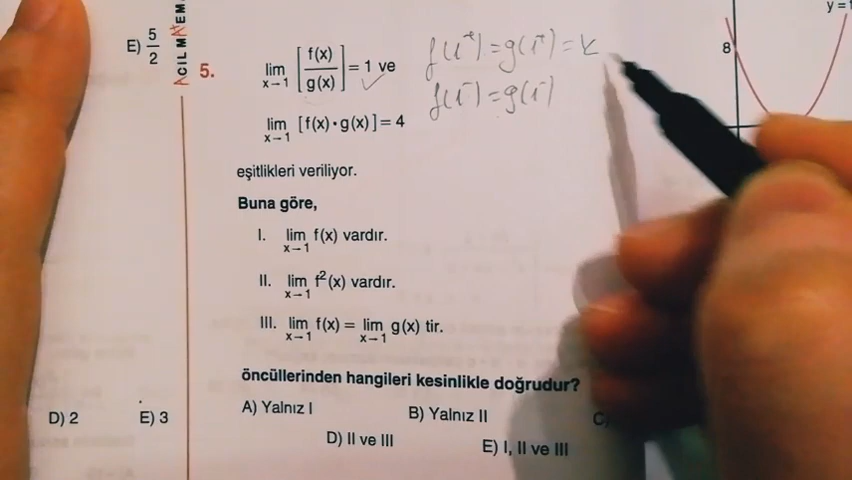 E) 5/2
ACIL MATEM
5.
lim x→1 [f(x)/g(x)] = 1 ve
lim x→1 [f(x)·g(x)] = 4
f(1⁺) = g(1⁺) = k
f(1⁻) = g(1⁻)
y =
8
eşitlikleri veriliyor.
Buna göre,
I. lim x→1 f(x) vardır.
II. lim x→1 f²(x) vardır.
III. lim x→1 f(x) = lim x→1 g(x) tir.
öncüllerinden hangileri kesinlikle doğrudur?
A) Yalnız I
B) Yalnız II
C)
D) II ve III
E) I, II ve III
D) 2
E) 3